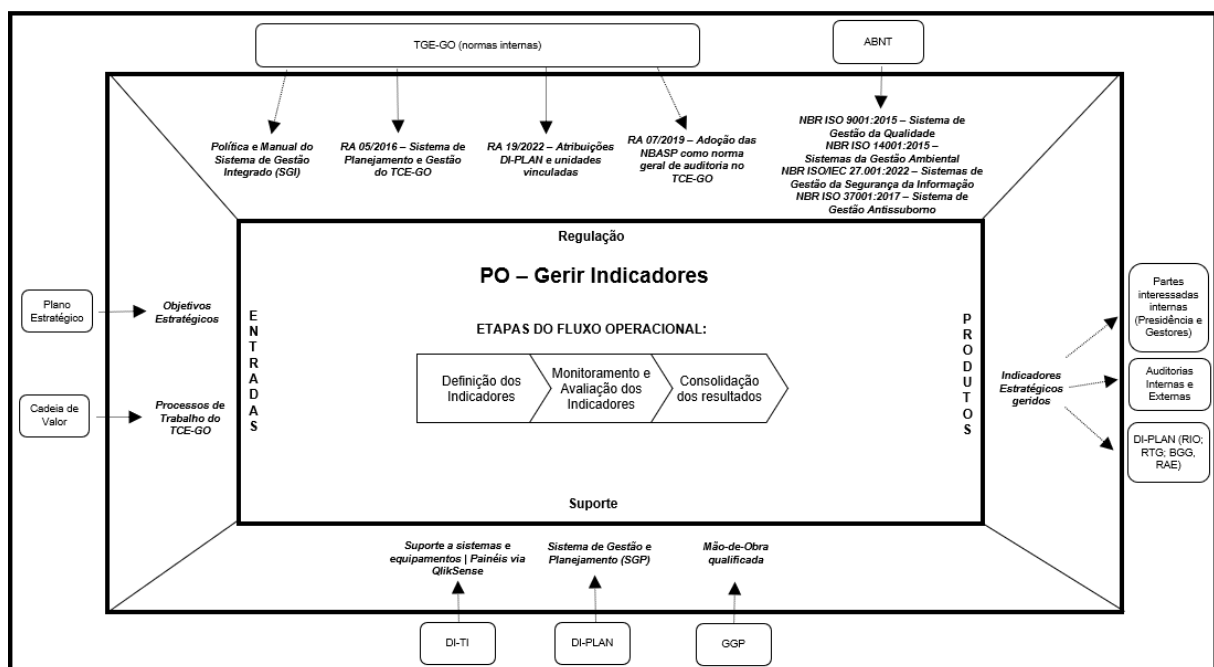 TGE-GO (normas internas)
ABNT
Política e Manual do
Sistema de Gestão
Integrado (SGI)
RA 05/2016 – Sistema de
Planejamento e Gestão
do TCE-GO
RA 19/2022 – Atribuições
DI-PLAN e unidades
vinculadas
RA 07/2019 – Adoção das
NBASP como norma
geral de auditoria no
TCE-GO
NBR ISO 9001:2015 – Sistema de
Gestão da Qualidade
NBR ISO 14001:2015 –
Sistemas da Gestão Ambiental
NBR ISO/IEC 27.001:2022 – Sistemas de
Gestão da Segurança da Informação
NBR ISO 37001:2017 – Sistema de
Gestão Antissuborno
Regulação
PO – Gerir Indicadores
Plano
Estratégico
Objetivos
Estratégicos
Cadeia de
Valor
Processos de
Trabalho do
TCE-GO
ENTRADAS
ETAPAS DO FLUXO OPERACIONAL:
Definição dos
Indicadores
Monitoramento e
Avaliação dos
Indicadores
Consolidação
dos resultados
PRODUTOS
Indicadores
Estratégicos
geridos
Partes
interessadas
internas
(Presidência e
Gestores)
Auditorias
Internas e
Externas
DI-PLAN (RIO;
RTG; BGG,
RAE)
Suporte
Suporte a sistemas e
equipamentos | Painéis via
QlikSense
Sistema de Gestão e
Planejamento (SGP)
Mão-de-Obra
qualificada
DI-TI
DI-PLAN
GGP